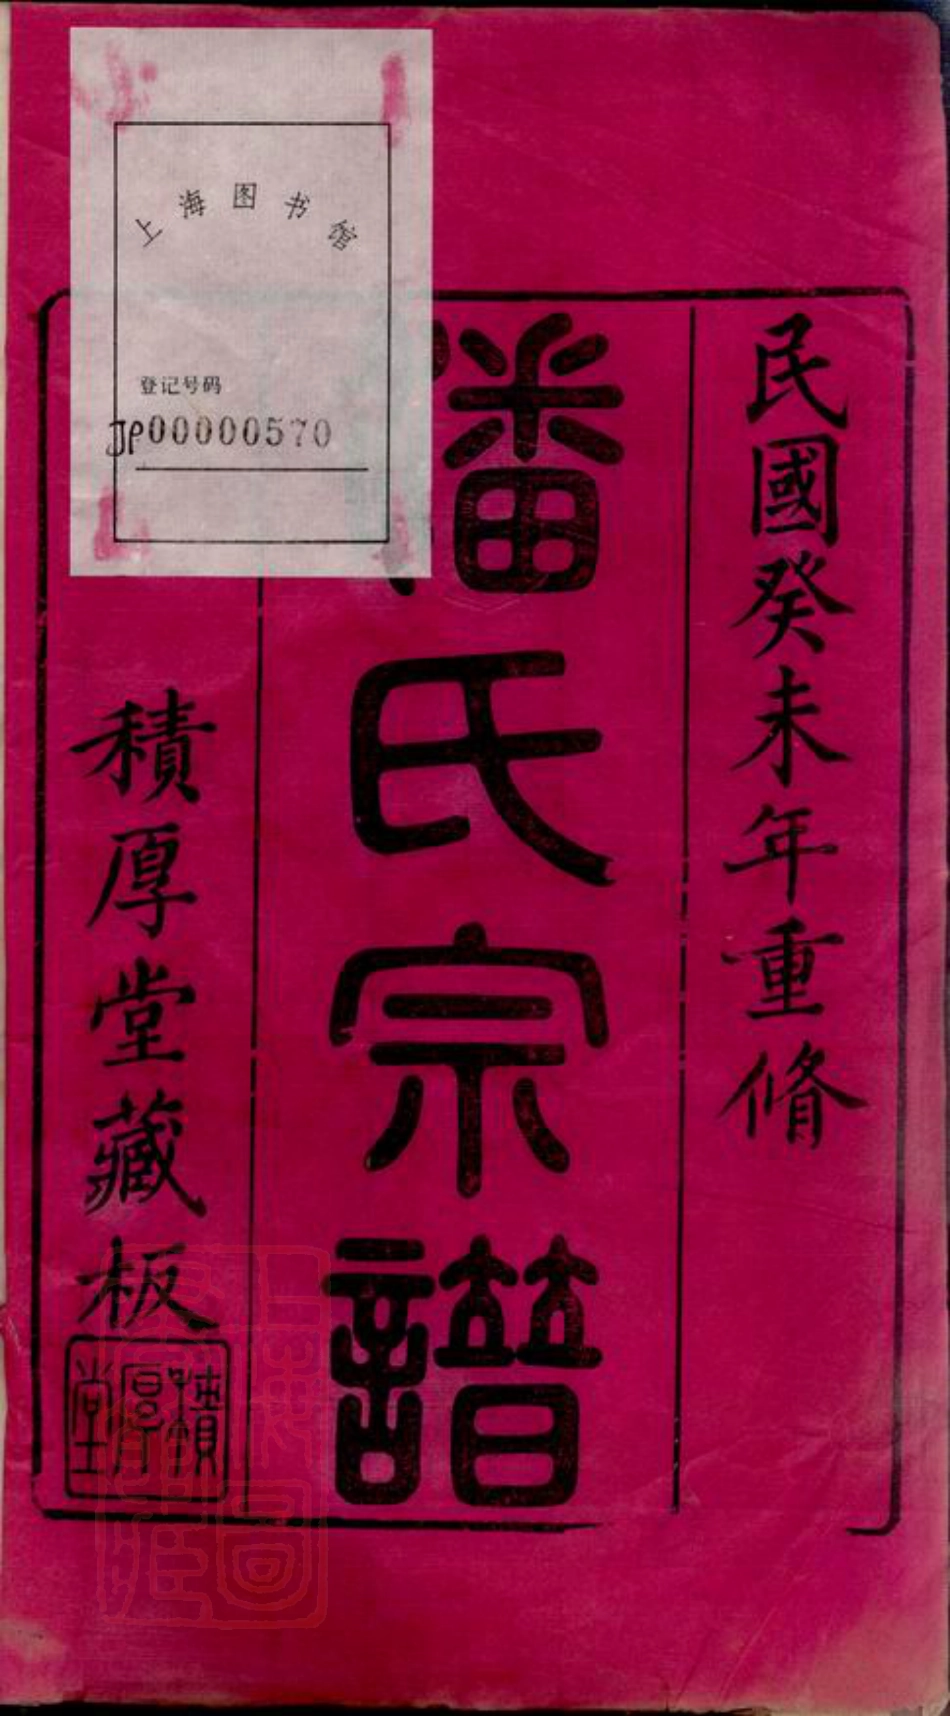 民國癸未年重脩
潘氏宗譜
積厚堂藏板
積厚堂
上海图书馆
登记号码
JP00000570